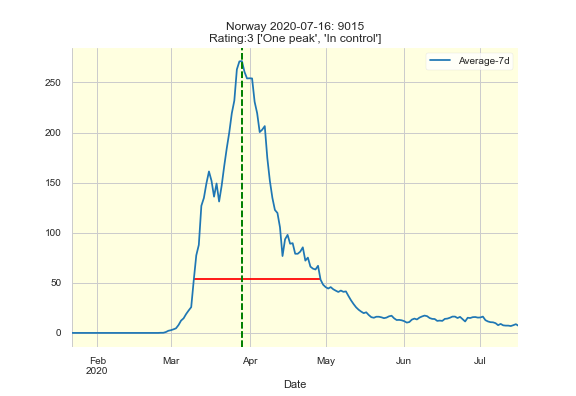 Norway 2020-07-16: 9015
Rating:3 ['One peak', 'In control']
Average-7d
250
200
150
100
50
0
Feb
2020
Mar
Apr
May
Jun
Jul
Date